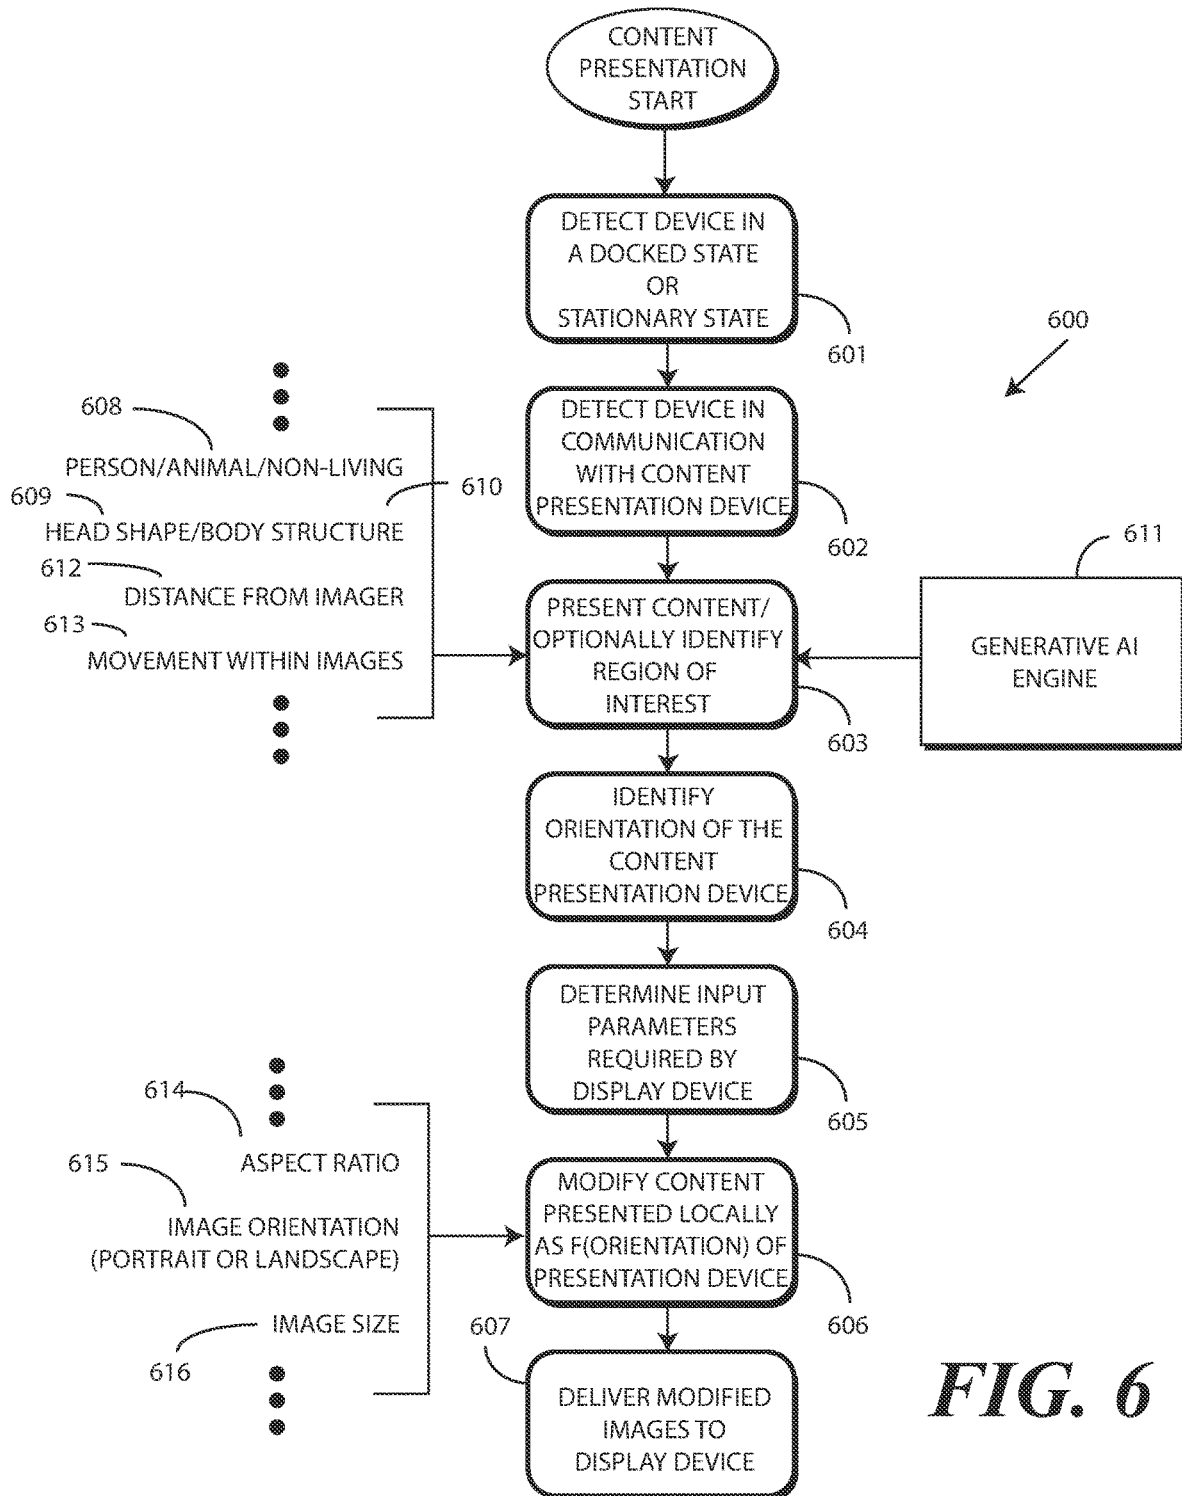 CONTENT
PRESENTATION
START
DETECT DEVICE IN
A DOCKED STATE
OR
STATIONARY STATE
601
600
DETECT DEVICE IN
COMMUNICATION
WITH CONTENT
PRESENTATION DEVICE
602
608
PERSON/ANIMAL/NON-LIVING
609
610
HEAD SHAPE/BODY STRUCTURE
612
DISTANCE FROM IMAGER
613
MOVEMENT WITHIN IMAGES
PRESENT CONTENT/
OPTIONALLY IDENTIFY
REGION OF
INTEREST
603
611
GENERATIVE AI
ENGINE
IDENTIFY
ORIENTATION OF THE
CONTENT
PRESENTATION DEVICE
604
DETERMINE INPUT
PARAMETERS
REQUIRED BY
DISPLAY DEVICE
605
614
ASPECT RATIO
615
IMAGE ORIENTATION
(PORTRAIT OR LANDSCAPE)
IMAGE SIZE
616
MODIFY CONTENT
PRESENTED LOCALLY
AS F(ORIENTATION) OF
PRESENTATION DEVICE
606
607
DELIVER MODIFIED
IMAGES TO
DISPLAY DEVICE
FIG. 6